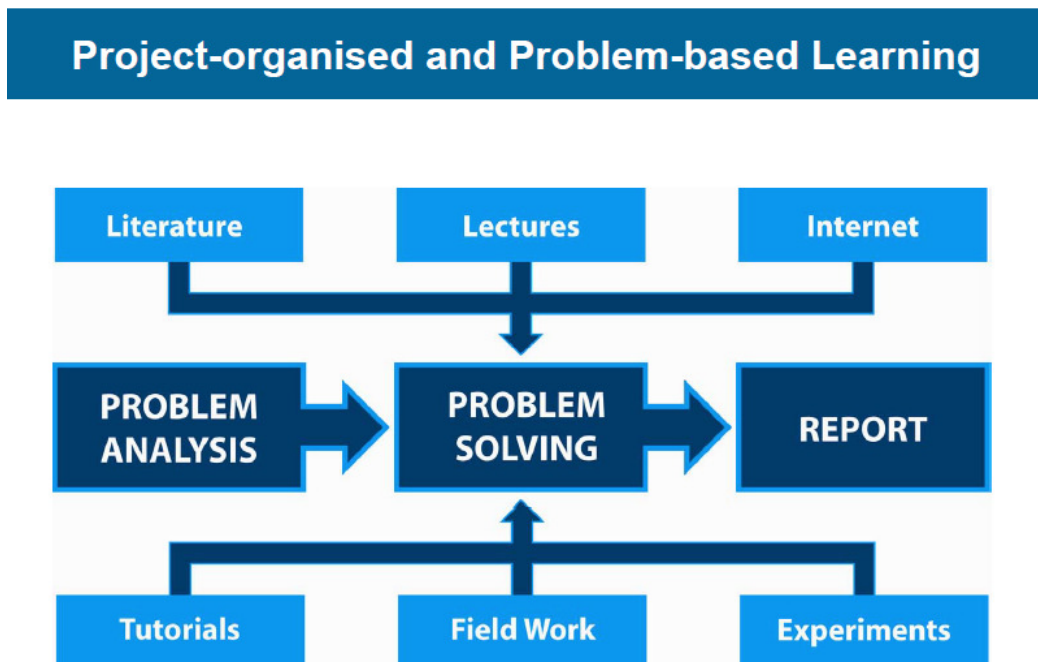 Project-organised and Problem-based Learning
Literature
Lectures
Internet
PROBLEM
ANALYSIS
PROBLEM
SOLVING
REPORT
Tutorials
Field Work
Experiments